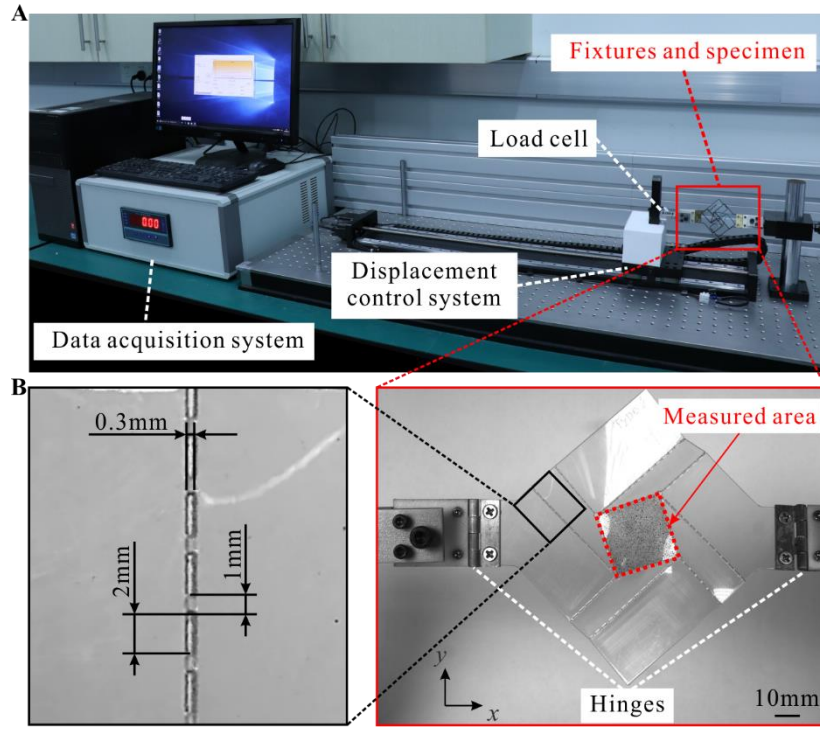 A
Fixtures and specimen
Load cell
Displacement
control system
000
Data acquisition system
B
0.3mm
2mm
1mm
Measured area
y
x
Hinges
10mm